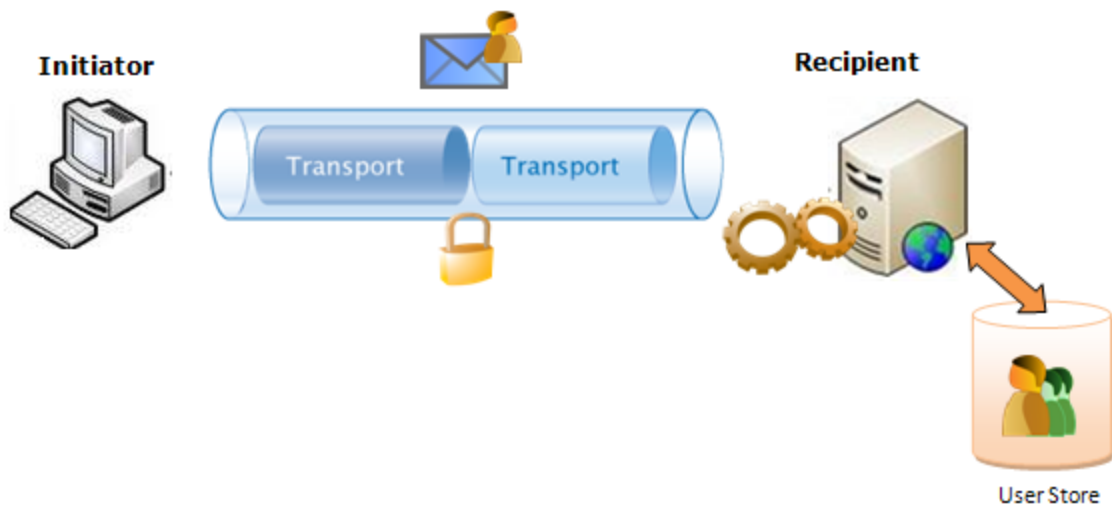 Initiator
Recipient
Transport
Transport
User Store